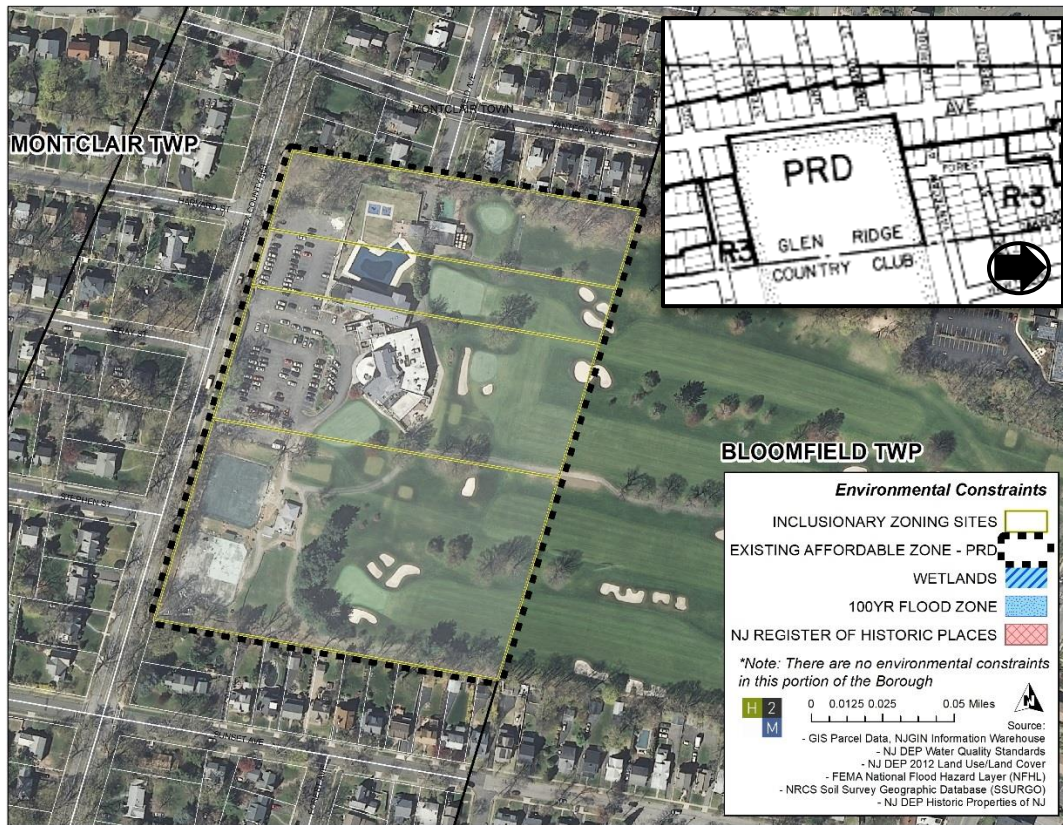 MONTCLAIR TOWN
MONTCLAIR TWP
STEPHEN ST
SUNSET AVE
BLOOMFIELD TWP
AVE
PRD
FOREST
R-3
R3
GLEN RIDGE
COUNTRY CLUB
Environmental Constraints
INCLUSIONARY ZONING SITES
EXISTING AFFORDABLE ZONE - PRD
WETLANDS
100YR FLOOD ZONE
NJ REGISTER OF HISTORIC PLACES
*Note: There are no environmental constraints
in this portion of the Borough
H 2
M
N
0 0.0125 0.025 0.05 Miles
Source:
- GIS Parcel Data, NJGIN Information Warehouse
- NJ DEP Water Quality Standards
- NJ DEP 2012 Land Use/Land Cover
- FEMA National Flood Hazard Layer (NFHL)
- NRCS Soil Survey Geographic Database (SSURGO)
- NJ DEP Historic Properties of NJ